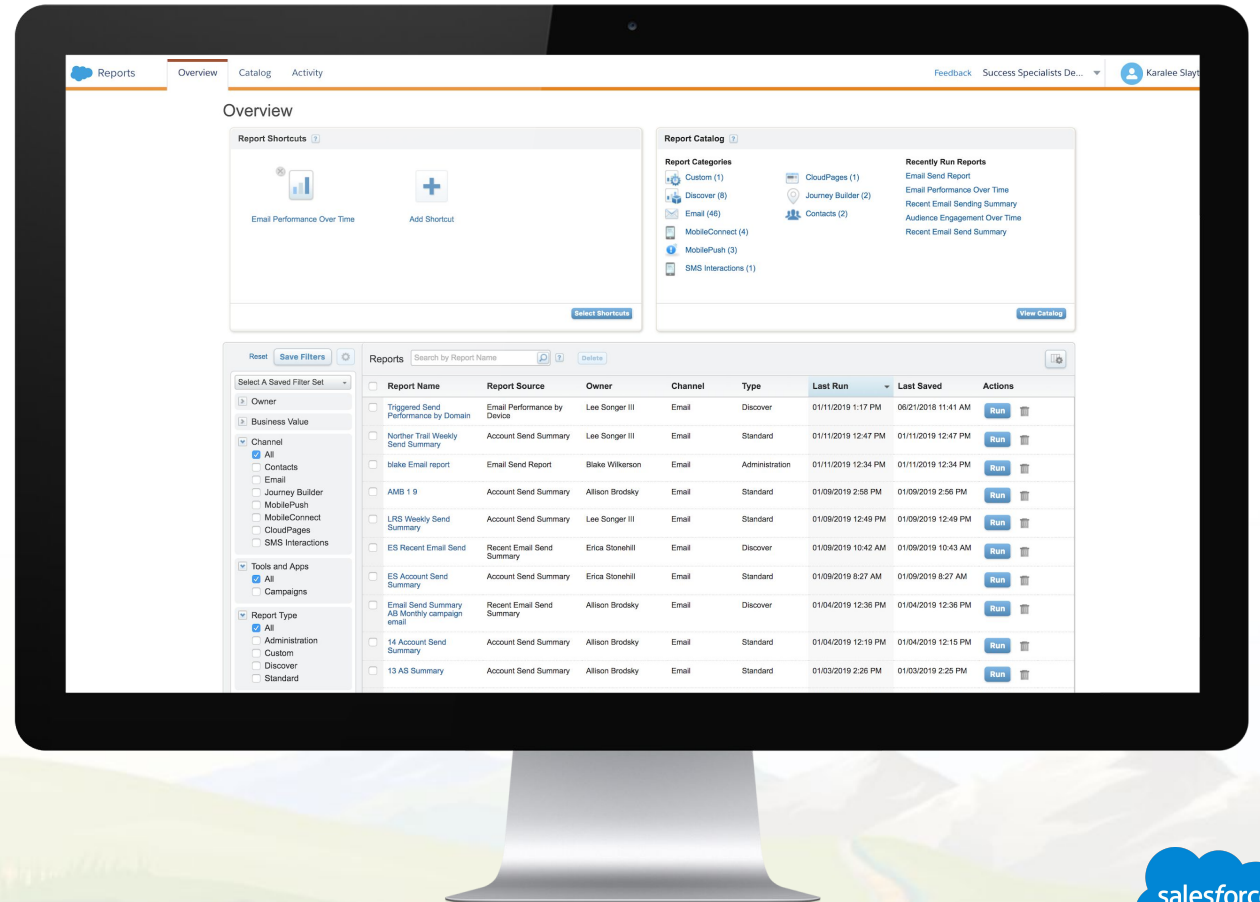 Reports
Overview
Catalog
Activity
Feedback
Success Specialists De...
Karalee Slayt
Overview
Report Shortcuts ?
Email Performance Over Time
Add Shortcut
Select Shortcuts
Report Catalog ?
Report Categories
Custom (1)
Discover (8)
Email (46)
MobileConnect (4)
MobilePush (3)
SMS Interactions (1)
CloudPages (1)
Journey Builder (2)
Contacts (2)
Recently Run Reports
Email Send Report
Email Performance Over Time
Recent Email Sending Summary
Audience Engagement Over Time
Recent Email Send Summary
View Catalog
Reset
Save Filters
Select A Saved Filter Set
Owner
Business Value
Channel
All
Contacts
Email
Journey Builder
MobilePush
MobileConnect
CloudPages
SMS Interactions
Tools and Apps
All
Campaigns
Report Type
All
Administration
Custom
Discover
Standard
Reports
Search by Report Name
?
Delete
Report Name Report Source Owner Channel Type Last Run Last Saved Actions
Triggered Send Email Performance by Lee Songer III Email Discover 01/11/2019 1:17 PM 06/21/2018 11:41 AM Run
Performance by Domain Device
Norther Trail Weekly Account Send Summary Lee Songer III Email Standard 01/11/2019 12:47 PM 01/11/2019 12:47 PM Run
Send Summary
blake Email report Email Send Report Blake Wilkerson Email Administration 01/11/2019 12:34 PM 01/11/2019 12:34 PM Run
AMB 1 9 Account Send Summary Allison Brodsky Email Standard 01/09/2019 2:58 PM 01/09/2019 2:56 PM Run
LRS Weekly Send Account Send Summary Lee Songer III Email Standard 01/09/2019 12:49 PM 01/09/2019 12:49 PM Run
Summary
ES Recent Email Send Recent Email Send Erica Stonehill Email Discover 01/09/2019 10:42 AM 01/09/2019 10:43 AM Run
Summary
ES Account Send Account Send Summary Erica Stonehill Email Standard 01/09/2019 8:27 AM 01/09/2019 8:27 AM Run
Summary
Email Send Summary Recent Email Send Allison Brodsky Email Discover 01/04/2019 12:36 PM 01/04/2019 12:36 PM Run
AB Monthly campaign Summary
email
14 Account Send Account Send Summary Allison Brodsky Email Standard 01/04/2019 12:19 PM 01/04/2019 12:15 PM Run
Summary
13 AS Summary Account Send Summary Allison Brodsky Email Standard 01/03/2019 2:26 PM 01/03/2019 2:25 PM Run
salesforc